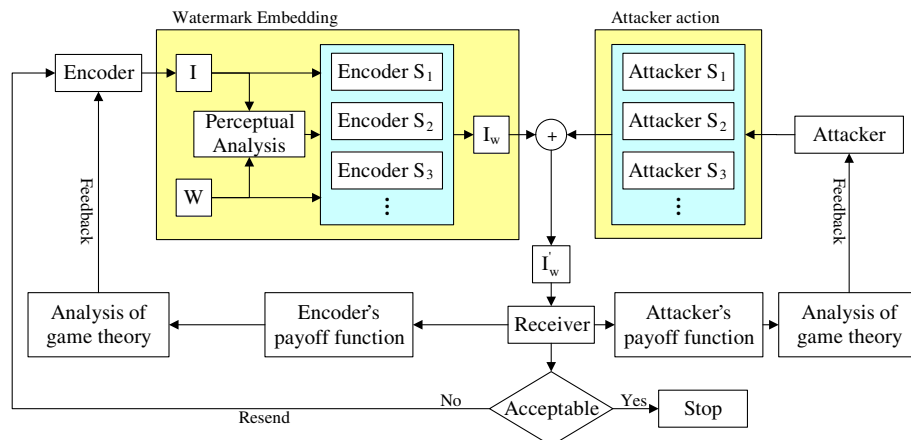 Watermark Embedding
Attacker action
Encoder
I
Perceptual
Analysis
W
Encoder S1
Encoder S2
Encoder S3
⋮
Iw
+
Attacker S1
Attacker S2
Attacker S3
⋮
Attacker
Feedback
Feedback
I'w
Analysis of
game theory
Encoder's
payoff function
Receiver
Attacker's
payoff function
Analysis of
game theory
Acceptable
No
Yes
Stop
Resend